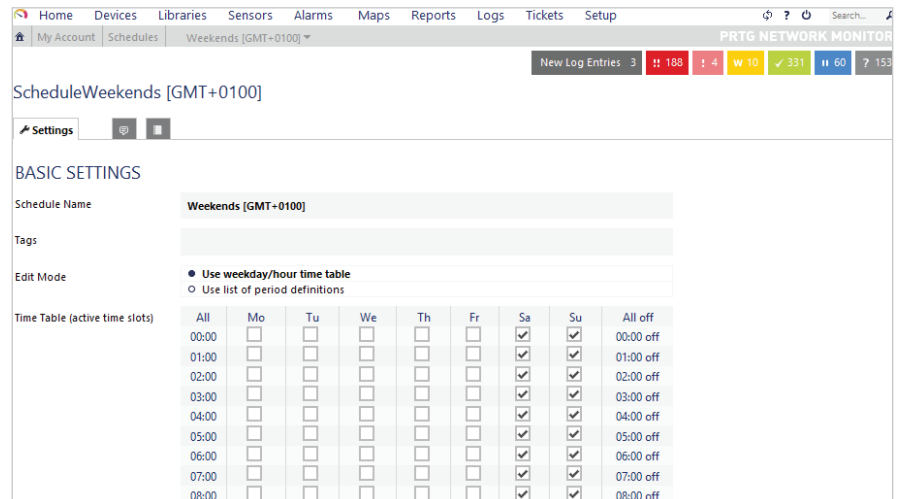 Home Devices Libraries Sensors Alarms Maps Reports Logs Tickets Setup ? Search...
My Account Schedules Weekends [GMT+0100] PRTG NETWORK MONITOR
New Log Entries 3 !! 188 ! 4 W 10 331 60 ? 153
ScheduleWeekends [GMT+0100]
Settings
BASIC SETTINGS
Schedule Name Weekends [GMT+0100]
Tags
Edit Mode Use weekday/hour time table
Use list of period definitions
Time Table (active time slots) All Mo Tu We Th Fr Sa Su All off
00:00 00:00 off
01:00 01:00 off
02:00 02:00 off
03:00 03:00 off
04:00 04:00 off
05:00 05:00 off
06:00 06:00 off
07:00 07:00 off
08:00 08:00 off